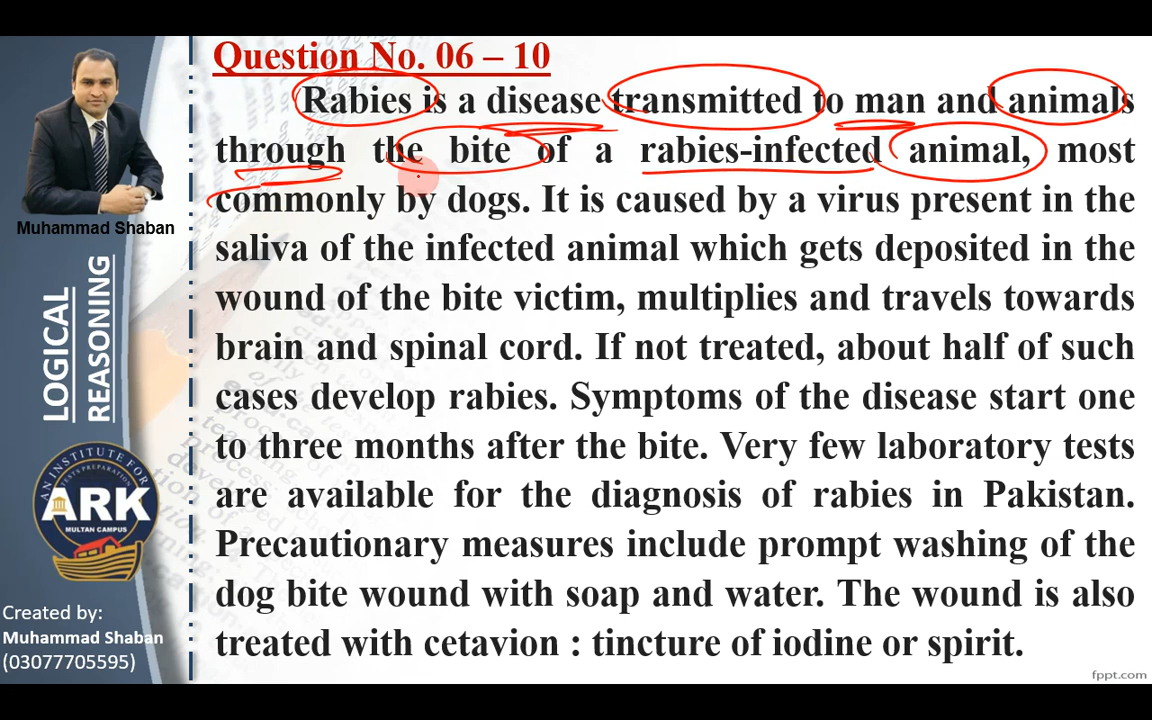 Question No. 06 – 10
Rabies is a disease transmitted to man and animals
through the bite of a rabies-infected animal, most
commonly by dogs. It is caused by a virus present in the
saliva of the infected animal which gets deposited in the
wound of the bite victim, multiplies and travels towards
brain and spinal cord. If not treated, about half of such
cases develop rabies. Symptoms of the disease start one
to three months after the bite. Very few laboratory tests
are available for the diagnosis of rabies in Pakistan.
Precautionary measures include prompt washing of the
dog bite wound with soap and water. The wound is also
treated with cetavion : tincture of iodine or spirit.
Muhammad Shaban
LOGICAL
REASONING
AN INSTITUTE FOR
TESTS PREPARATION
ARK
MULTAN CAMPUS
Created by:
Muhammad Shaban
(03077705595)
fppt.com